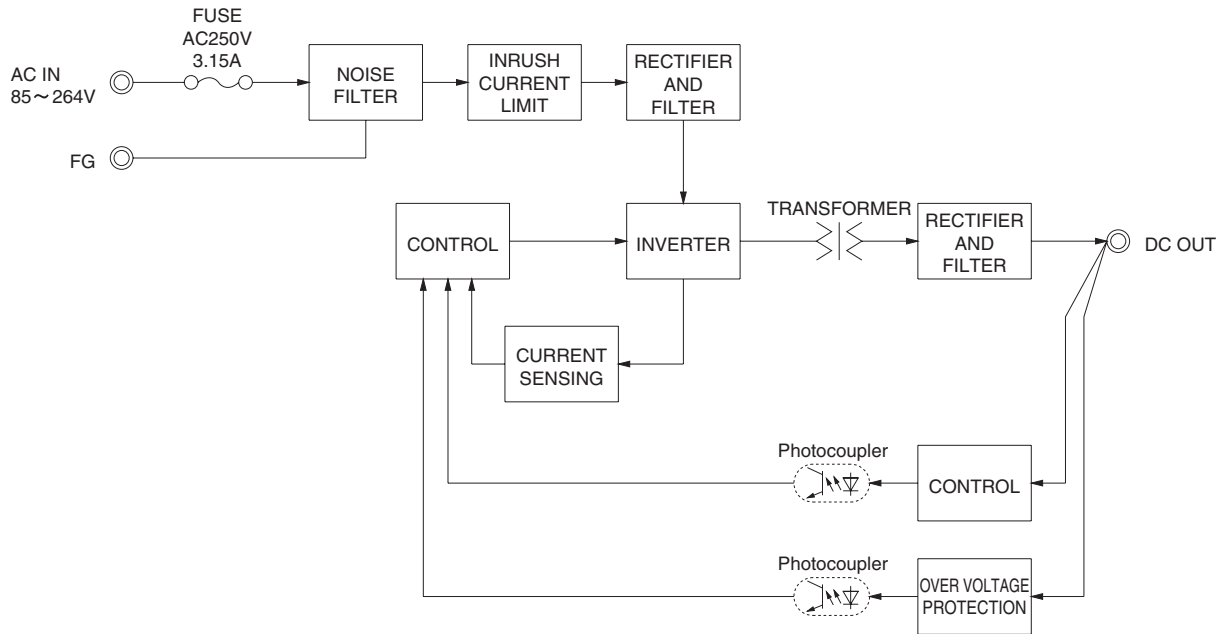 FUSE
AC250V
3.15A
AC IN
85～264V
FG
NOISE
FILTER
INRUSH
CURRENT
LIMIT
RECTIFIER
AND
FILTER
CONTROL
INVERTER
TRANSFORMER
RECTIFIER
AND
FILTER
DC OUT
CURRENT
SENSING
Photocoupler
CONTROL
Photocoupler
OVER VOLTAGE
PROTECTION